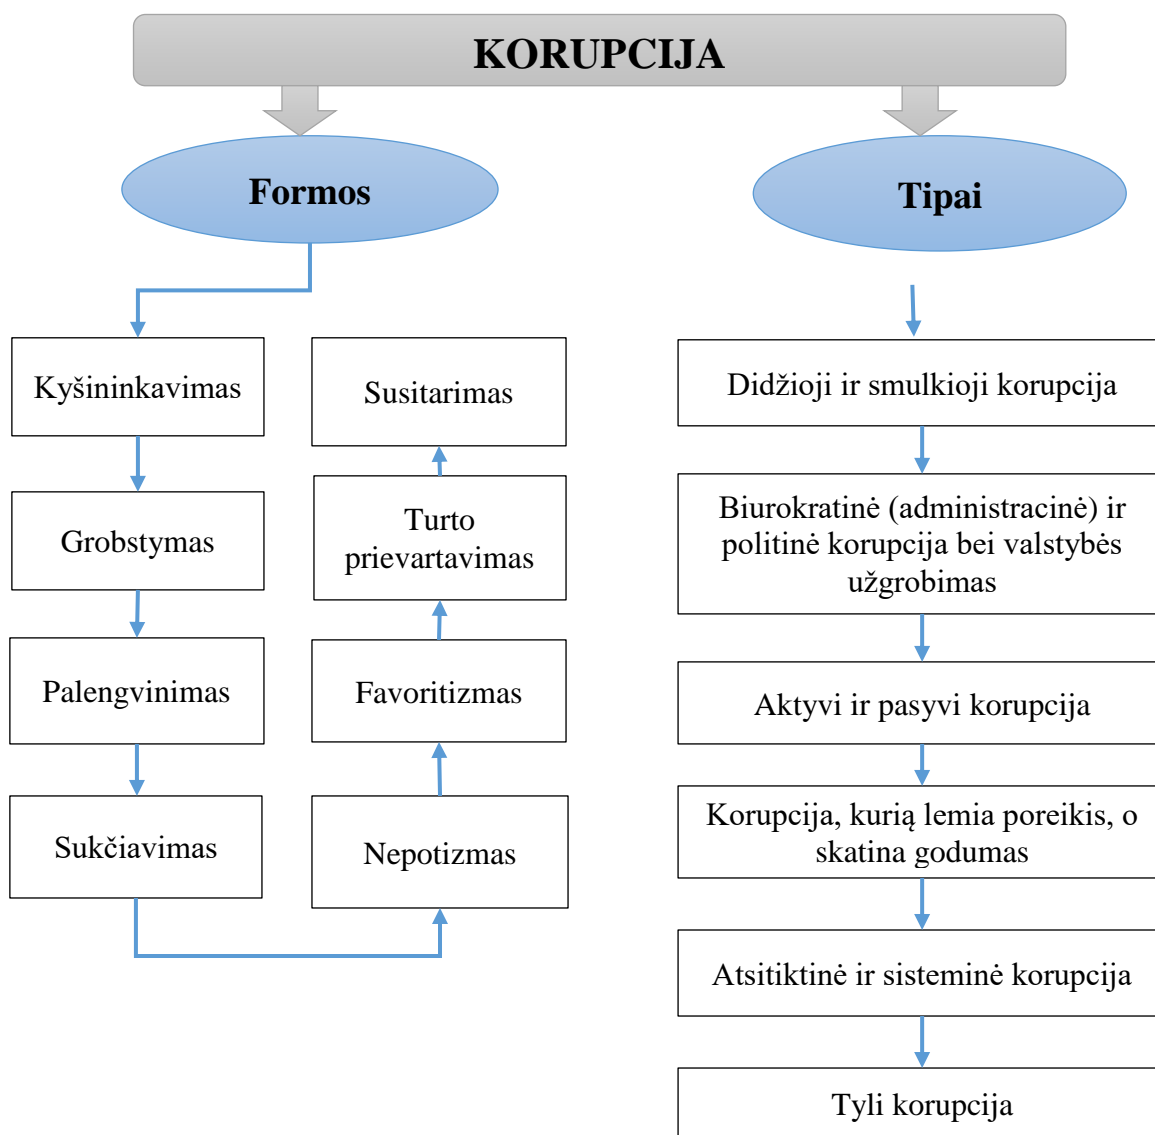 KORUPCIJA
Formos
Kyšininkavimas
Grobstymas
Palengvinimas
Sukčiavimas
Nepotizmas
Favoritizmas
Turto
prievartavimas
Susitarimas
Tipai
Didžioji ir smulkioji korupcija
Biurokratinė (administracinė) ir
politinė korupcija bei valstybės
užgrobimas
Aktyvi ir pasyvi korupcija
Korupcija, kurią lemia poreikis, o
skatina godumas
Atsitiktinė ir sisteminė korupcija
Tyli korupcija